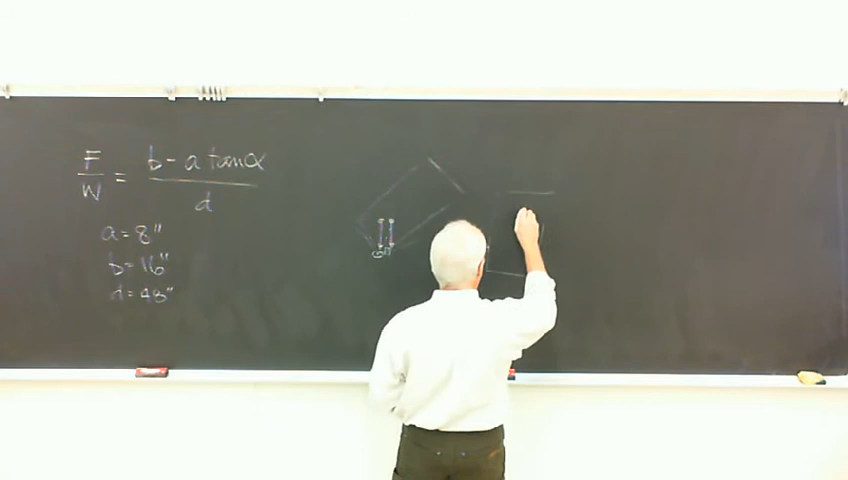 F/W = (b - a tanα)/d
a = 8"
b = 16"
d = 48"